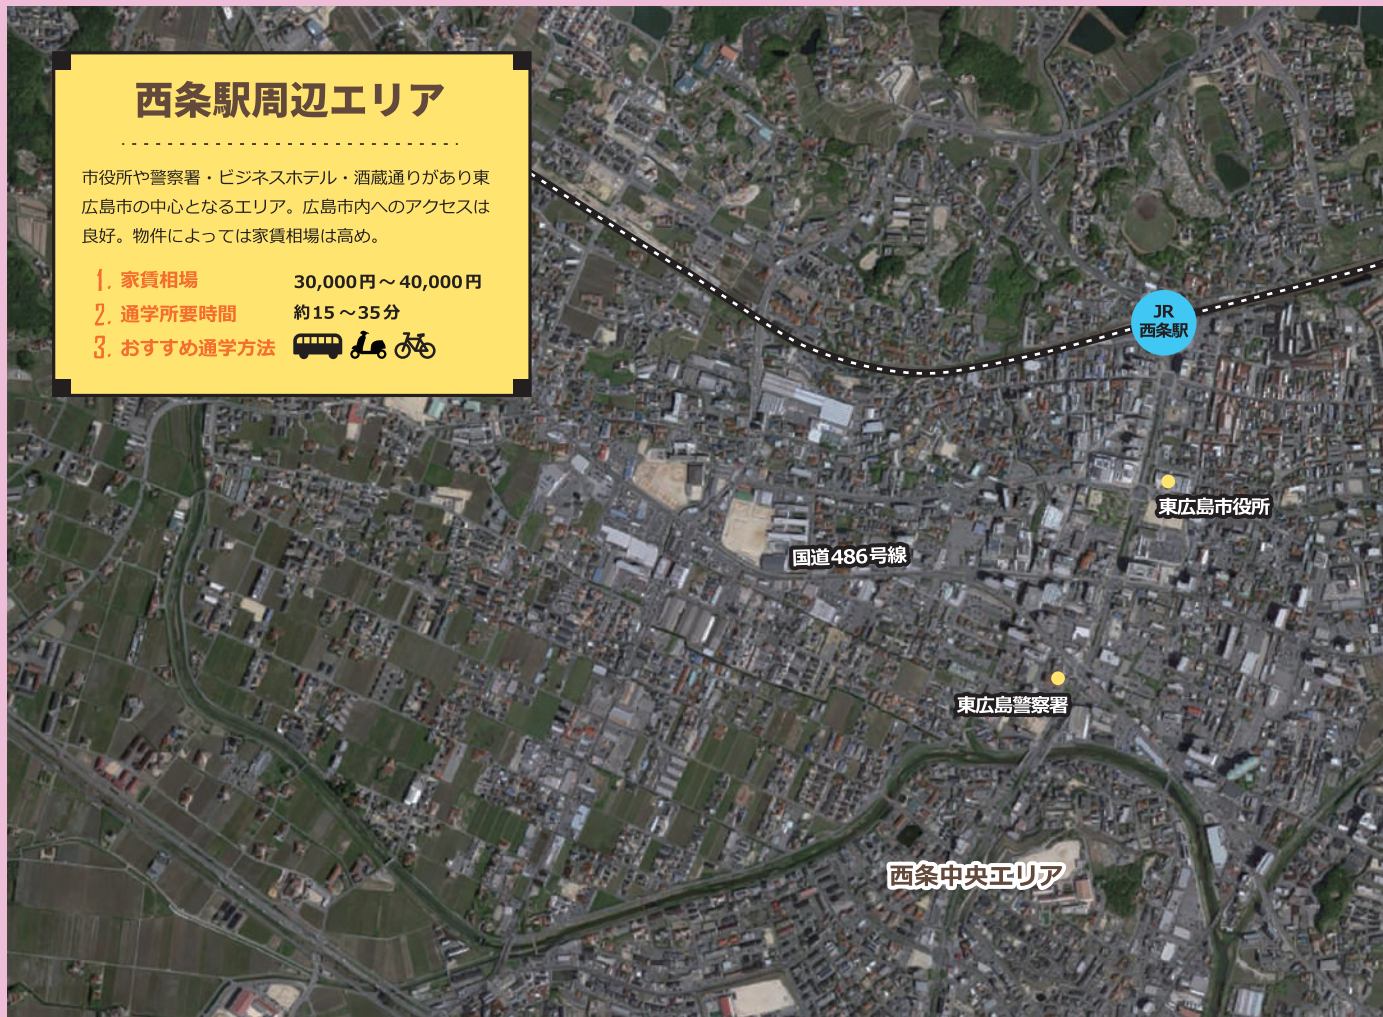 西条駅周辺エリア
市役所や警察署・ビジネスホテル・酒蔵通りがあり東
広島市の中心となるエリア。広島市内へのアクセスは
良好。物件によっては家賃相場は高め。
1. 家賃相場 30,000円～40,000円
2. 通学所要時間 約15～35分
3. おすすめ通学方法
JR
西条駅
東広島市役所
国道486号線
東広島警察署
西条中央エリア